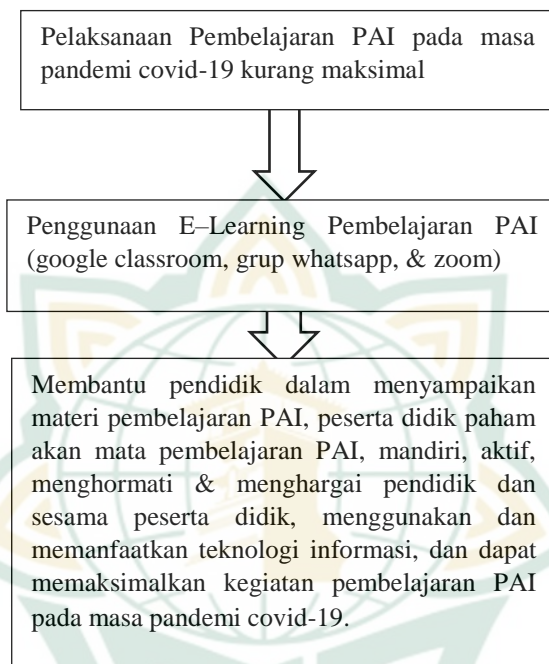 Pelaksanaan Pembelajaran PAI pada masa
pandemi covid-19 kurang maksimal
Penggunaan E–Learning Pembelajaran PAI
(google classroom, grup whatsapp, & zoom)
Membantu pendidik dalam menyampaikan
materi pembelajaran PAI, peserta didik paham
akan mata pembelajaran PAI, mandiri, aktif,
menghormati & menghargai pendidik dan
sesama peserta didik, menggunakan dan
memanfaatkan teknologi informasi, dan dapat
memaksimalkan kegiatan pembelajaran PAI
pada masa pandemi covid-19.